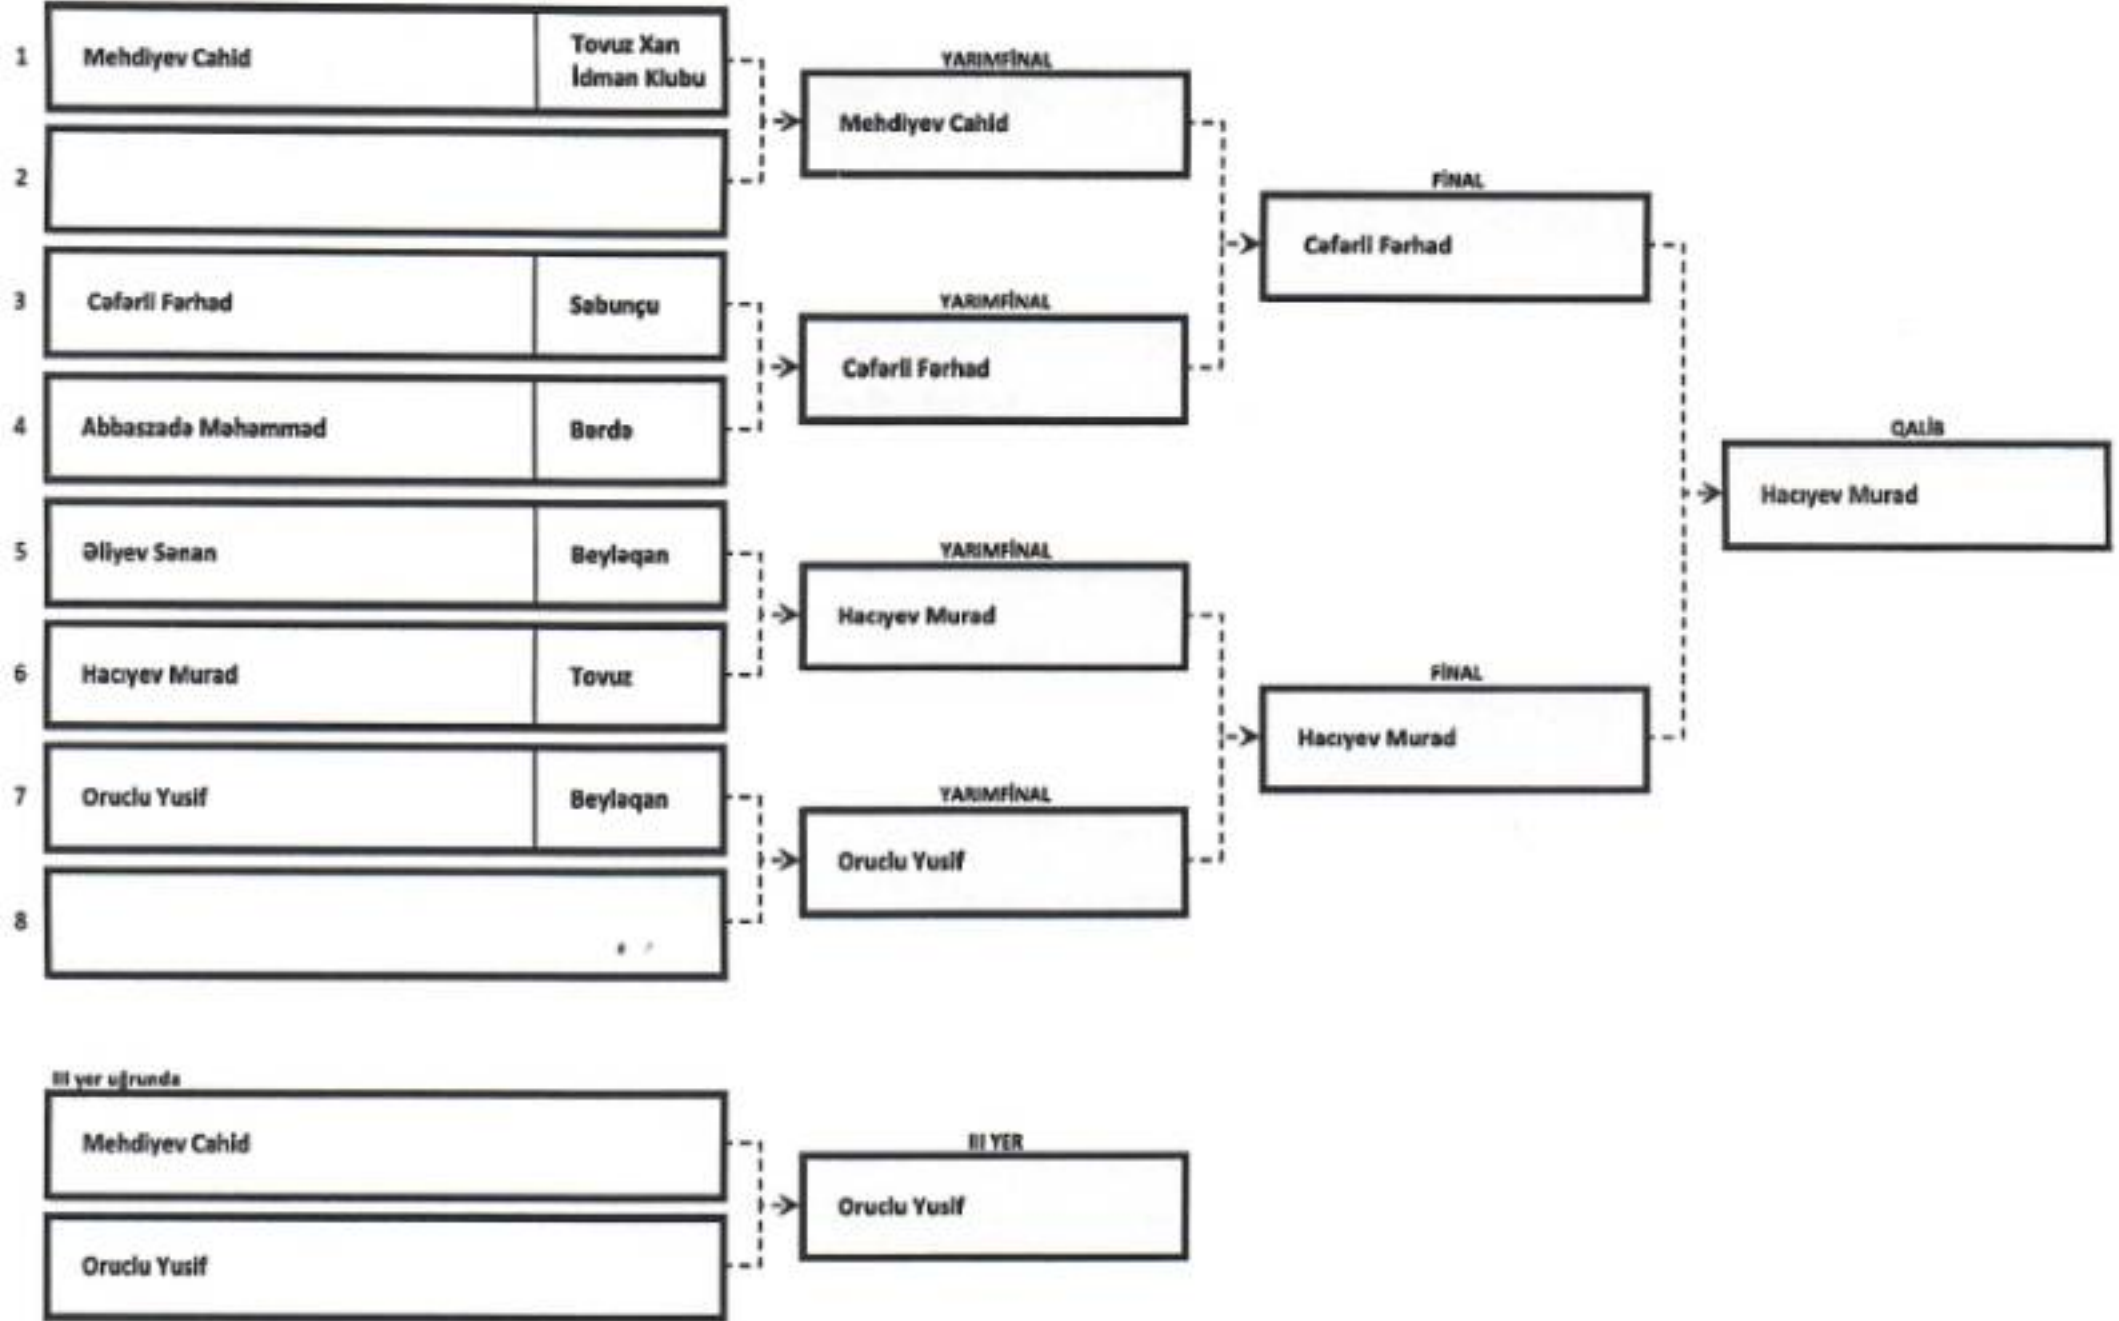 1
Mehdiyev Cahid
Tovuz Xan
İdman Klubu
2
3
Cəfərli Fərhad
Sabunçu
4
Abbaszadə Məhəmməd
Bərdə
5
Əliyev Sənan
Beyləqan
6
Hacıyev Murad
Tovuz
7
Oruclu Yusif
Beyləqan
8
YARIMFİNAL
Mehdiyev Cahid
YARIMFİNAL
Cəfərli Fərhad
YARIMFİNAL
Hacıyev Murad
YARIMFİNAL
Oruclu Yusif
FİNAL
Cəfərli Fərhad
FİNAL
Hacıyev Murad
QALİB
Hacıyev Murad
III yer uğrunda
Mehdiyev Cahid
Oruclu Yusif
III YER
Oruclu Yusif